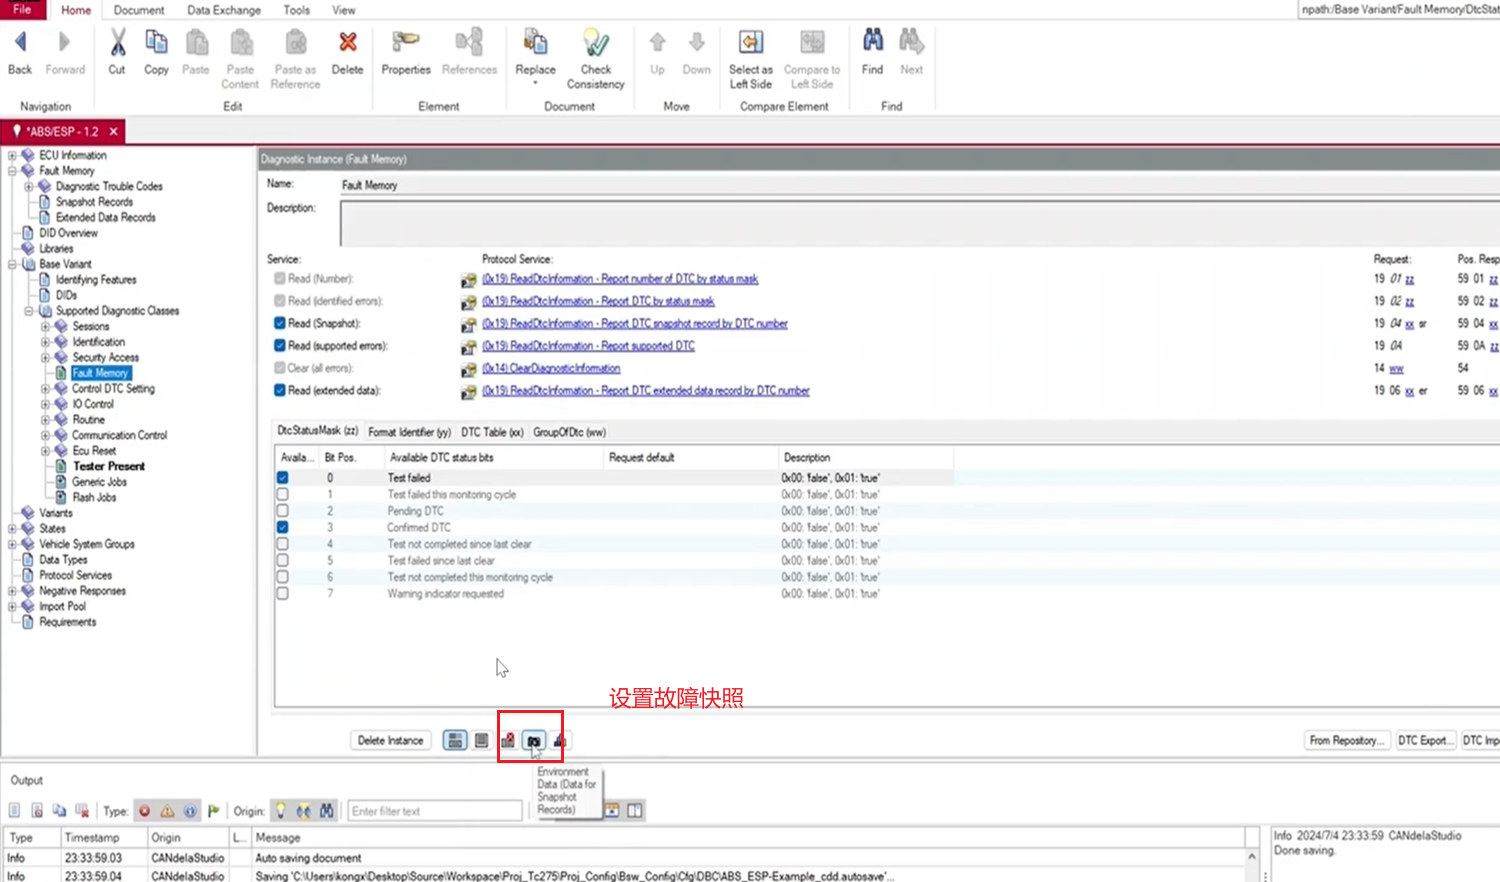 File Home Document Data Exchange Tools View
npath:/Base Variant/Fault Memory/DtcStat
Back Forward Cut Copy Paste Paste Content Paste as Reference Delete Properties References Replace Check Consistency Up Down Select as Left Side Compare to Left Side Find Next
Navigation Edit Element Document Move Compare Element Find
*ABS/ESP - 1.2
ECU Information
Fault Memory
Diagnostic Trouble Codes
Snapshot Records
Extended Data Records
DID Overview
Libraries
Base Variant
Identifying Features
DIDs
Supported Diagnostic Classes
Sessions
Identification
Security Access
Fault Memory
Control DTC Setting
IO Control
Routine
Communication Control
Ecu Reset
Tester Present
Generic Jobs
Flash Jobs
Variants
States
Vehicle System Groups
Data Types
Protocol Services
Negative Responses
Import Pool
Requirements
Diagnostic Instance (Fault Memory)
Name: Fault Memory
Description:
Service: Protocol Service: Request: Pos. Resp
Read (Number): (0x19) ReadDtcInformation - Report number of DTC by status mask 19 01 zz 59 01 zz
Read (identified errors): (0x19) ReadDtcInformation - Report DTC by status mask 19 02 zz 59 02 zz
Read (Snapshot): (0x19) ReadDtcInformation - Report DTC snapshot record by DTC number 19 04 xx sr 59 04 xx
Read (supported errors): (0x19) ReadDtcInformation - Report supported DTC 19 0A 59 0A zz
Clear (all errors): (0x14) ClearDiagnosticInformation 14 ww 54
Read (extended data): (0x19) ReadDtcInformation - Report DTC extended data record by DTC number 19 06 xx er 59 06 xx
DtcStatusMask (zz) Format Identifier (yy) DTC Table (xx) GroupOfDtc (ww)
Availa... Bit Pos. Available DTC status bits Request default Description
0 Test failed 0x00: 'false', 0x01: 'true'
1 Test failed this monitoring cycle 0x00: 'false', 0x01: 'true'
2 Pending DTC 0x00: 'false', 0x01: 'true'
3 Confirmed DTC 0x00: 'false', 0x01: 'true'
4 Test not completed since last clear 0x00: 'false', 0x01: 'true'
5 Test failed since last clear 0x00: 'false', 0x01: 'true'
6 Test not completed this monitoring cycle 0x00: 'false', 0x01: 'true'
7 Warning indicator requested 0x00: 'false', 0x01: 'true'
设置故障快照
Delete Instance From Repository... DTC Export... DTC Impo
Environment
Data (Data for
Snapshot
Records)
Output
Type: Origin: Enter filter text
Type Timestamp Origin L... Message
Info 23:33:59.03 CANdelaStudio Auto saving document
Info 23:33:59.04 CANdelaStudio Saving 'C:\Users\kongx\Desktop\Source\Workspace\Proj_Tc275\Proj_Config\Bsw_Config\Cfg\DBC\ABS_ESP-Example_cdd.autosave'...
Info 2024/7/4 23:33:59 CANdelaStudio
Done saving.